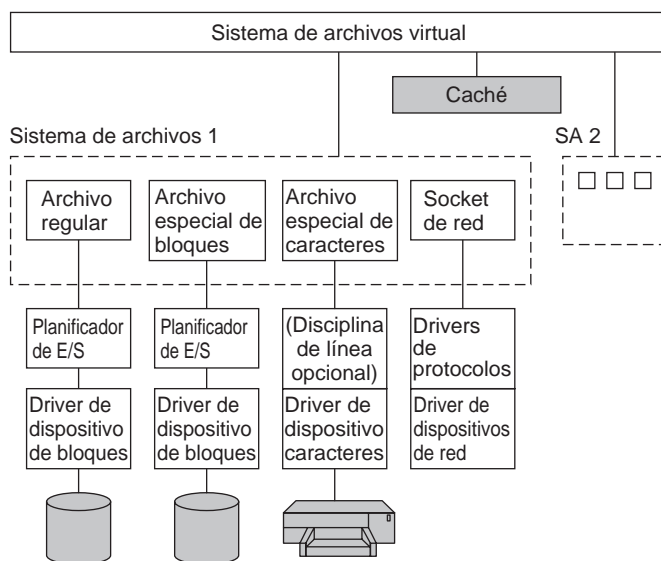 Sistema de archivos virtual
Caché
Sistema de archivos 1
SA 2
Archivo
regular
Archivo
especial de
bloques
Archivo
especial de
caracteres
Socket
de red
Planificador
de E/S
Planificador
de E/S
(Disciplina
de línea
opcional)
Drivers
de
protocolos
Driver de
dispositivo
de bloques
Driver de
dispositivo
de bloques
Driver de
dispositivo
caracteres
Driver de
dispositivos
de red